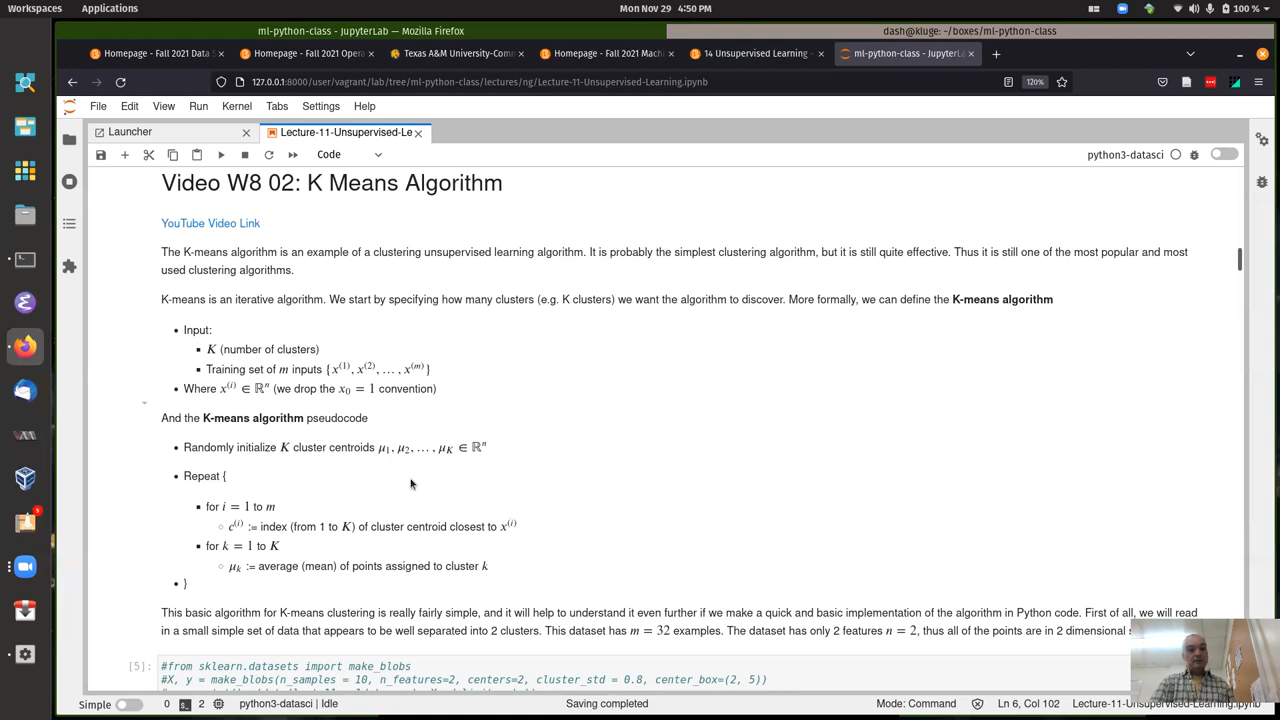 Workspaces Applications Mon Nov 29 4:50 PM 100 %
ml-python-class - JupyterLab — Mozilla Firefox dash@kluge: ~/boxes/ml-python-class
Homepage - Fall 2021 Data S Homepage - Fall 2021 Opera Texas A&M University-Comm Homepage - Fall 2021 Machi 14 Unsupervised Learning - ml-python-class - JupyterLa
127.0.0.1:8000/user/vagrant/lab/tree/ml-python-class/lectures/ng/Lecture-11-Unsupervised-Learning.ipynb 120%
File Edit View Run Kernel Tabs Settings Help
Launcher Lecture-11-Unsupervised-Le
Code python3-datasci
Video W8 02: K Means Algorithm
YouTube Video Link
The K-means algorithm is an example of a clustering unsupervised learning algorithm. It is probably the simplest clustering algorithm, but it is still quite effective. Thus it is still one of the most popular and most
used clustering algorithms.
K-means is an iterative algorithm. We start by specifying how many clusters (e.g. K clusters) we want the algorithm to discover. More formally, we can define the K-means algorithm
• Input:
▪ K (number of clusters)
▪ Training set of m inputs {x⁽¹⁾, x⁽²⁾, … , x⁽ᵐ⁾}
• Where x⁽ⁱ⁾ ∈ ℝⁿ (we drop the x₀ = 1 convention)
And the K-means algorithm pseudocode
• Randomly initialize K cluster centroids μ₁, μ₂, … , μ_K ∈ ℝⁿ
• Repeat {
▪ for i = 1 to m
◦ c⁽ⁱ⁾ := index (from 1 to K) of cluster centroid closest to x⁽ⁱ⁾
▪ for k = 1 to K
◦ μₖ := average (mean) of points assigned to cluster k
• }
This basic algorithm for K-means clustering is really fairly simple, and it will help to understand it even further if we make a quick and basic implementation of the algorithm in Python code. First of all, we will read
in a small simple set of data that appears to be well separated into 2 clusters. This dataset has m = 32 examples. The dataset has only 2 features n = 2, thus all of the points are in 2 dimensional
[5]: #from sklearn.datasets import make_blobs
#X, y = make_blobs(n_samples = 10, n_features=2, centers=2, cluster_std = 0.8, center_box=(2, 5))
Simple 0 2 python3-datasci | Idle Saving completed Mode: Command Ln 6, Col 102 Lecture-11-Unsupervised-Learning.ipynb